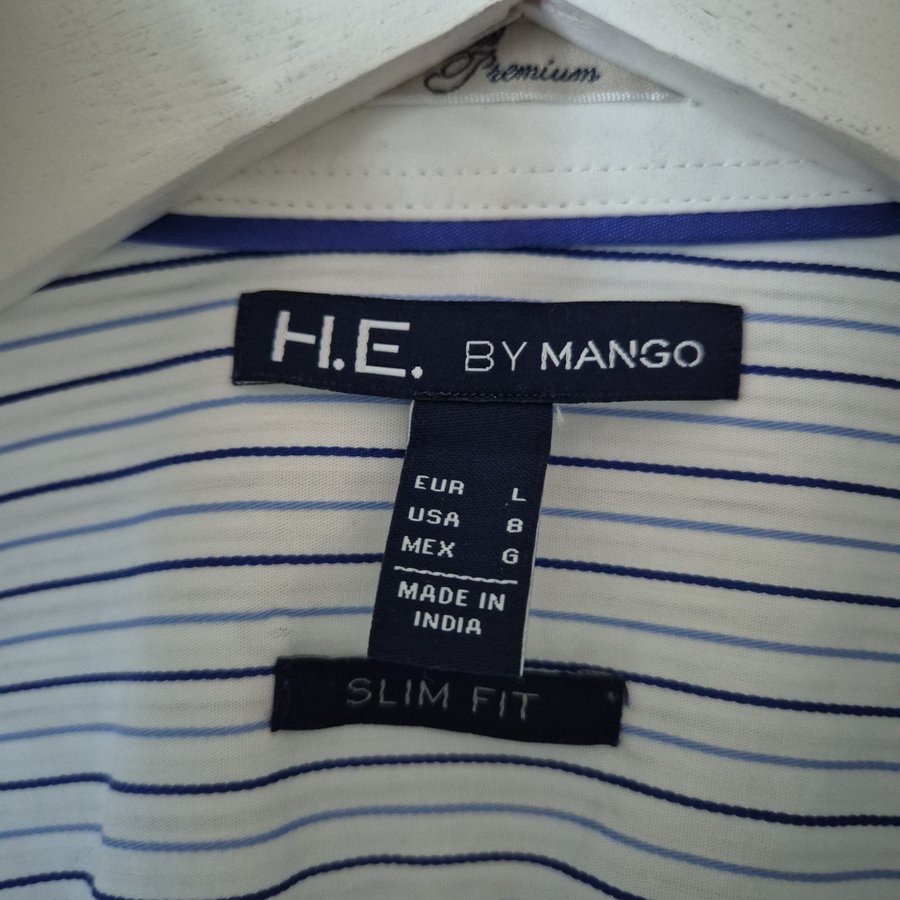 Premium
H.E. BY MANGO
EUR L
USA 8
MEX G
MADE IN
INDIA
SLIM FIT